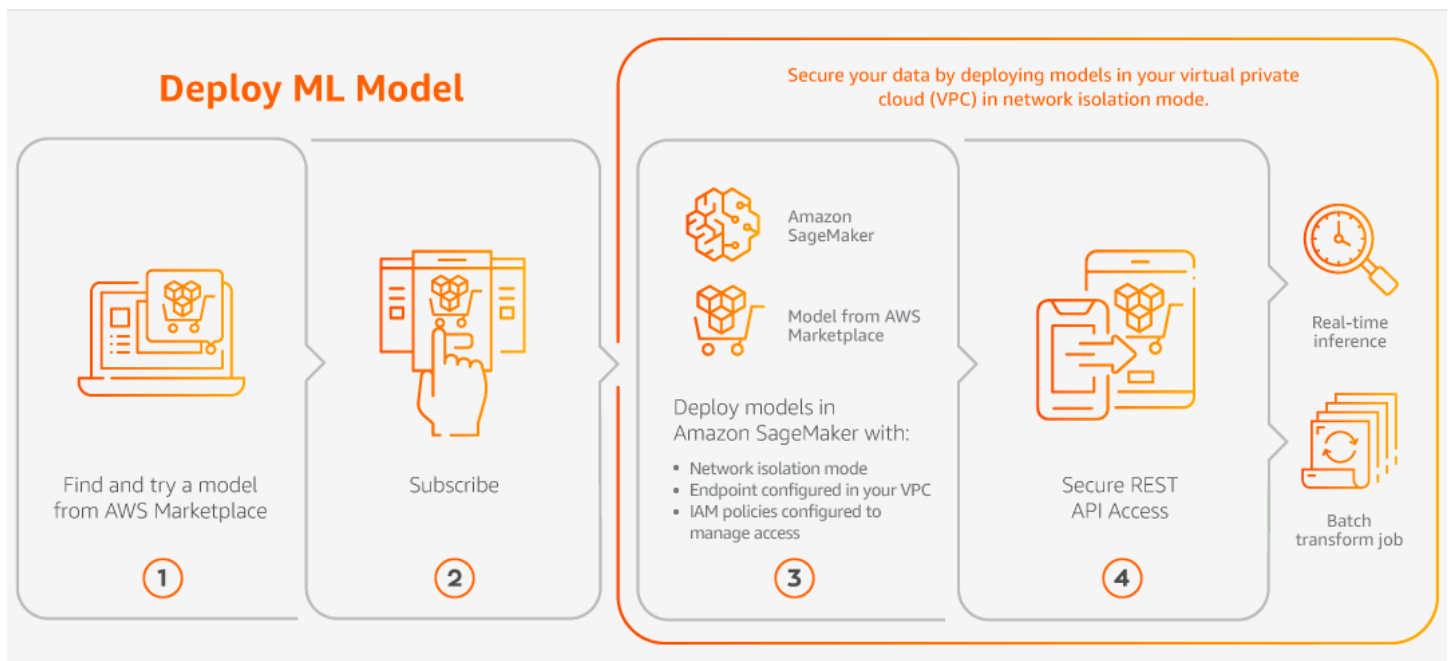 Deploy ML Model
Secure your data by deploying models in your virtual private
cloud (VPC) in network isolation mode.
Find and try a model
from AWS Marketplace
1
Subscribe
2
Amazon
SageMaker
Model from AWS
Marketplace
Deploy models in
Amazon SageMaker with:
• Network isolation mode
• Endpoint configured in your VPC
• IAM policies configured to
manage access
3
Secure REST
API Access
4
Real-time
inference
Batch
transform job